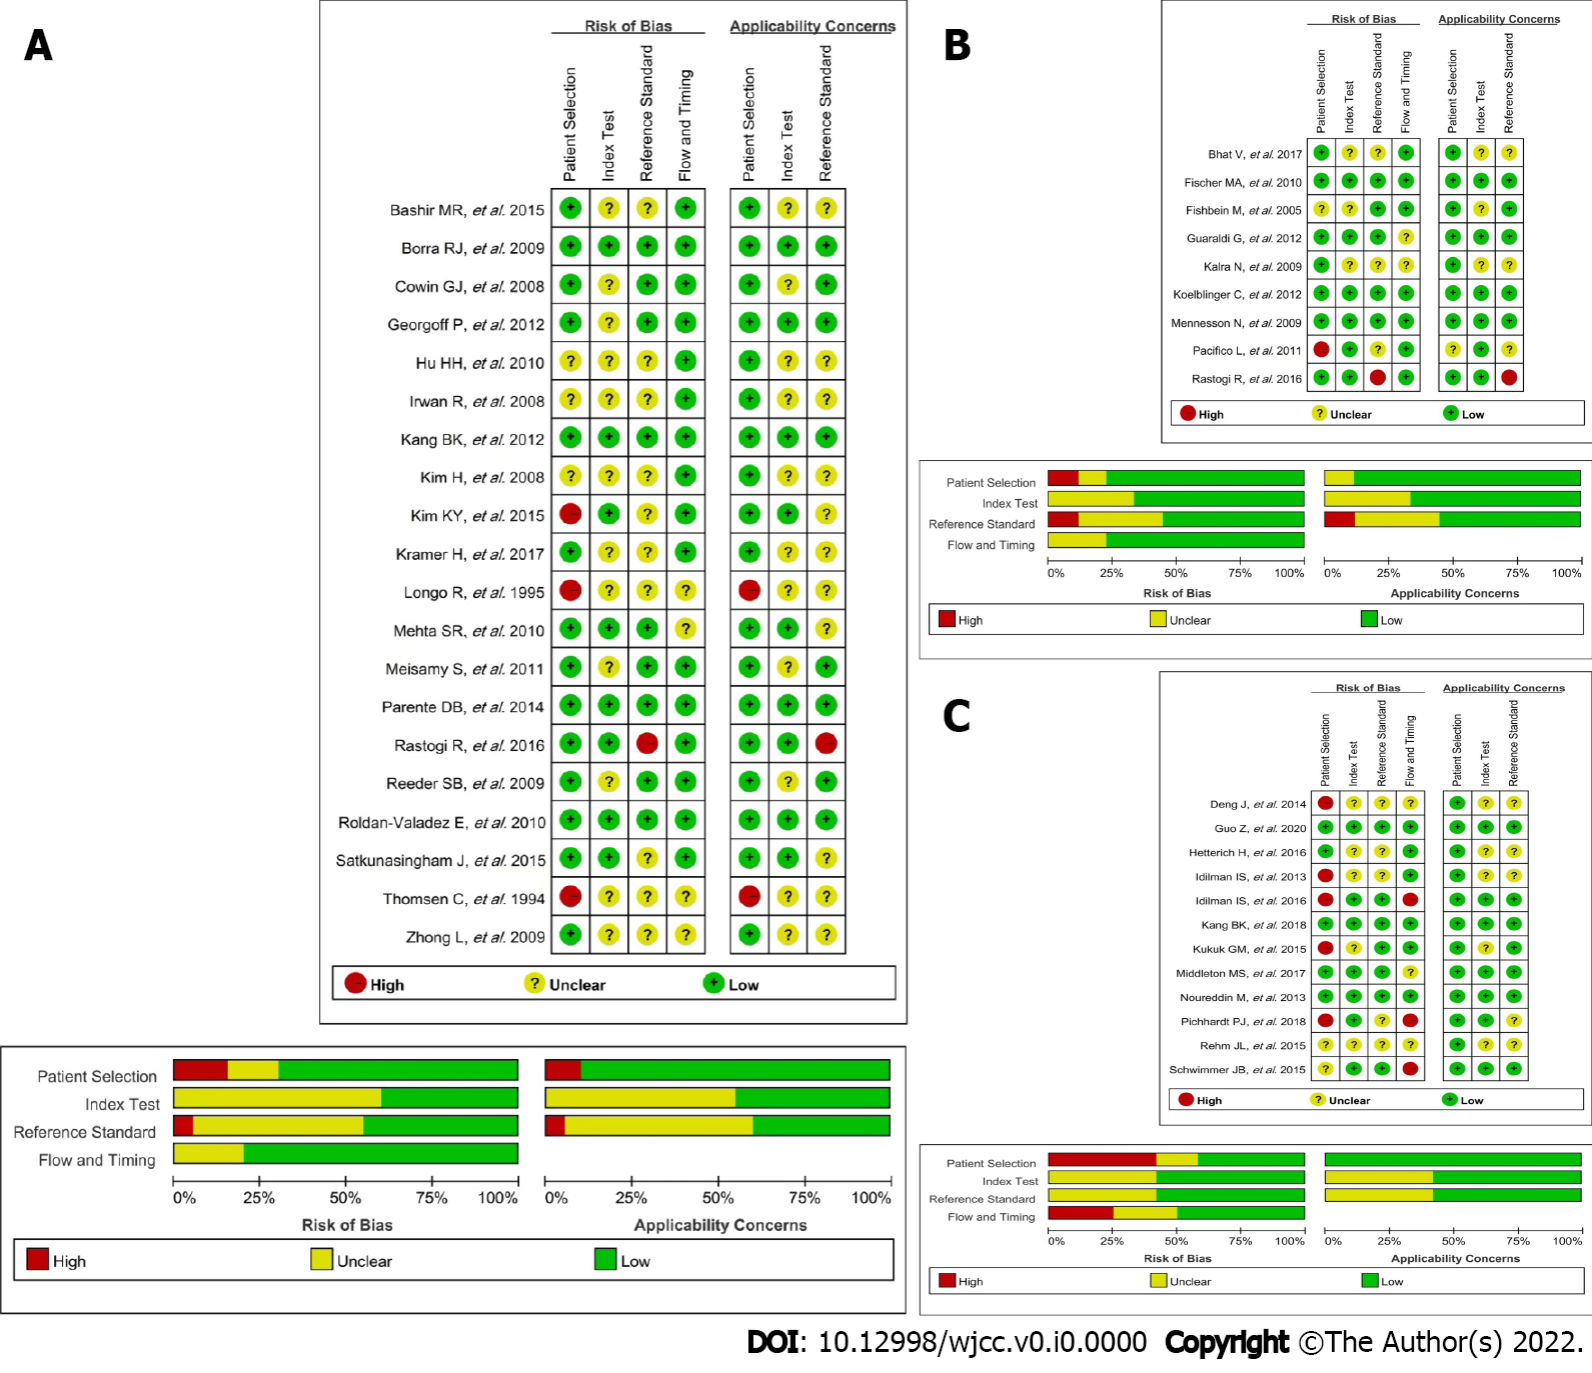 A
Risk of Bias
Applicability Concerns
Patient Selection
Index Test
Reference Standard
Flow and Timing
Patient Selection
Index Test
Reference Standard
Bashir MR, et al. 2015
Borra RJ, et al. 2009
Cowin GJ, et al. 2008
Georgoff P, et al. 2012
Hu HH, et al. 2010
Irwan R, et al. 2008
Kang BK, et al. 2012
Kim H, et al. 2008
Kim KY, et al. 2015
Kramer H, et al. 2017
Longo R, et al. 1995
Mehta SR, et al. 2010
Meisamy S, et al. 2011
Parente DB, et al. 2014
Rastogi R, et al. 2016
Reeder SB, et al. 2009
Roldan-Valadez E, et al. 2010
Satkunasingham J, et al. 2015
Thomsen C, et al. 1994
Zhong L, et al. 2009
High
? Unclear
+ Low
Patient Selection
Index Test
Reference Standard
Flow and Timing
0% 25% 50% 75% 100%
0% 25% 50% 75% 100%
Risk of Bias
Applicability Concerns
High
Unclear
Low
B
Risk of Bias
Applicability Concerns
Patient Selection
Index Test
Reference Standard
Flow and Timing
Patient Selection
Index Test
Reference Standard
Bhat V, et al. 2017
Fischer MA, et al. 2010
Fishbein M, et al. 2005
Guaraldi G, et al. 2012
Kalra N, et al. 2009
Koelblinger C, et al. 2012
Mennesson N, et al. 2009
Pacifico L, et al. 2011
Rastogi R, et al. 2016
High
? Unclear
+ Low
Patient Selection
Index Test
Reference Standard
Flow and Timing
0% 25% 50% 75% 100%
0% 25% 50% 75% 100%
Risk of Bias
Applicability Concerns
High
Unclear
Low
C
Risk of Bias
Applicability Concerns
Patient Selection
Index Test
Reference Standard
Flow and Timing
Patient Selection
Index Test
Reference Standard
Deng J, et al. 2014
Guo Z, et al. 2020
Hetterich H, et al. 2016
Idilman IS, et al. 2013
Idilman IS, et al. 2016
Kang BK, et al. 2018
Kukuk GM, et al. 2015
Middleton MS, et al. 2017
Noureddin M, et al. 2013
Pichhardt PJ, et al. 2018
Rehm JL, et al. 2015
Schwimmer JB, et al. 2015
High
? Unclear
+ Low
Patient Selection
Index Test
Reference Standard
Flow and Timing
0% 25% 50% 75% 100%
0% 25% 50% 75% 100%
Risk of Bias
Applicability Concerns
High
Unclear
Low
DOI: 10.12998/wjcc.v0.i0.0000 Copyright ©The Author(s) 2022.